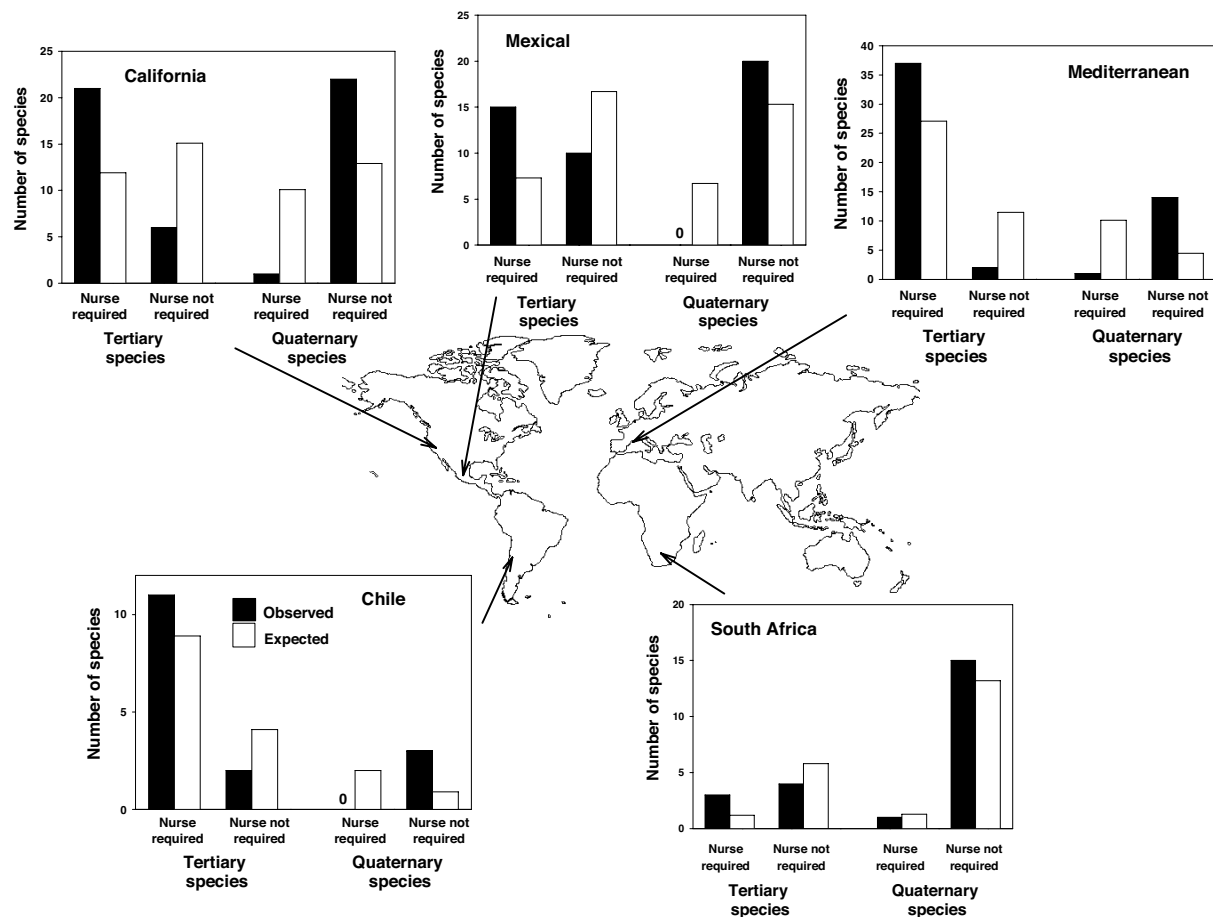 California
Number of species
25
20
15
10
5
0
Nurse required
Nurse not required
Nurse required
Nurse not required
Tertiary species
Quaternary species
Mexical
Number of species
25
20
15
10
5
0
0
Nurse required
Nurse not required
Nurse required
Nurse not required
Tertiary species
Quaternary species
Mediterranean
Number of species
40
35
30
25
20
15
10
5
0
Nurse required
Nurse not required
Nurse required
Nurse not required
Tertiary species
Quaternary species
Chile
Observed
Expected
Number of species
10
5
0
0
Nurse required
Nurse not required
Nurse required
Nurse not required
Tertiary species
Quaternary species
South Africa
Number of species
20
15
10
5
0
Nurse required
Nurse not required
Nurse required
Nurse not required
Tertiary species
Quaternary species